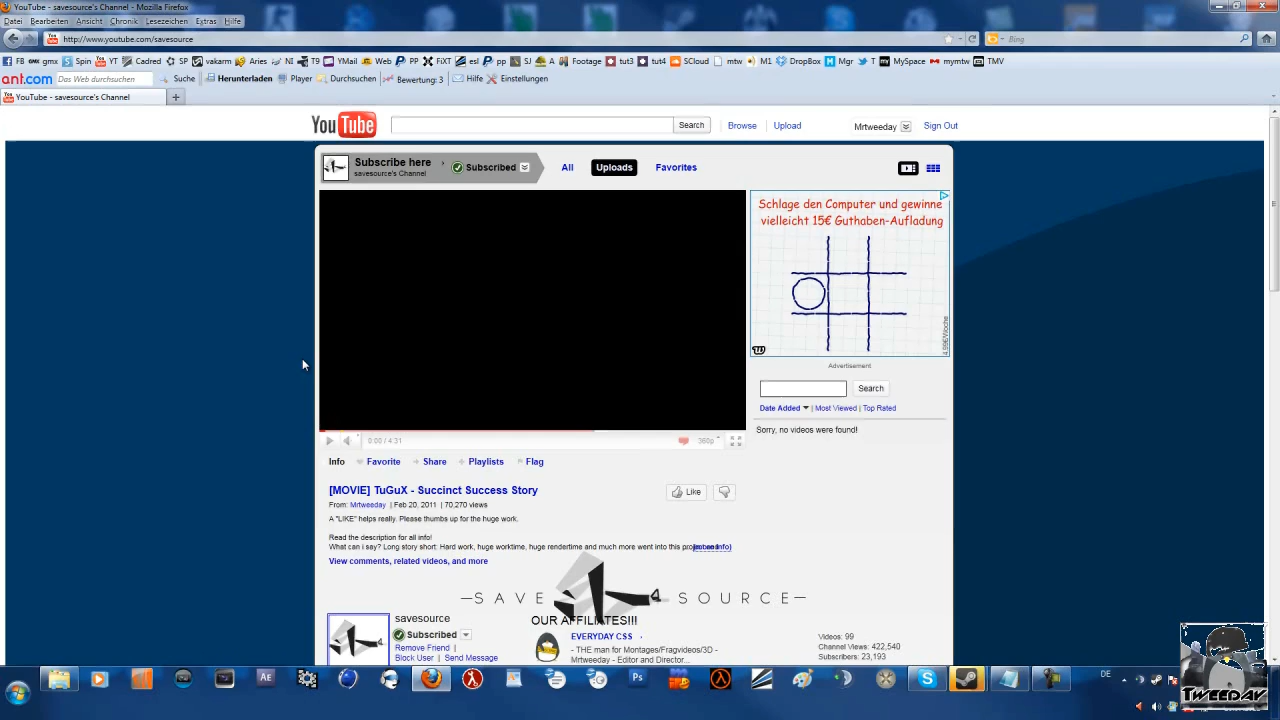 YouTube - savesource's Channel - Mozilla Firefox
Datei Bearbeiten Ansicht Chronik Lesezeichen Extras Hilfe
http://www.youtube.com/savesource
Bing
FB gmx Spin YT Cadred SP vakarm Aries NI T9 YMail Web PP FiXT esl pp SJ A Footage tut3 tut4 SCloud mtw M1 DropBox Mgr T MySpace mymtw TMV
ant.com Das Web durchsuchen Suche Herunterladen Player Durchsuchen Bewertung: 3 Hilfe Einstellungen
YouTube - savesource's Channel
YouTube Search Browse Upload Mrtweeday Sign Out
Subscribe here
savesource's Channel
Subscribed All Uploads Favorites
Schlage den Computer und gewinne
vielleicht 15€ Guthaben-Aufladung
4,99€/Woche
Advertisement
Search
Date Added | Most Viewed | Top Rated
Sorry, no videos were found!
0:00 / 4:31 360p
Info Favorite Share Playlists Flag
[MOVIE] TuGuX - Succinct Success Story
Like
From: Mrtweeday | Feb 20, 2011 | 70,270 views
A "LIKE" helps really. Please thumbs up for the huge work.
Read the description for all info!
What can i say? Long story short: Hard work, huge worktime, huge rendertime and much more went into this
View comments, related videos, and more
SAVE SOURCE
OUR AFFILIATES!!!
savesource
Subscribed
Remove Friend |
Block User | Send Message
EVERYDAY CSS
- THE man for Montages/Fragvideos/3D -
Mrtweeday - Editor and Director...
Videos: 99
Channel Views: 422,540
Subscribers: 23,193
AE
Ps
DE
TWEEDAY